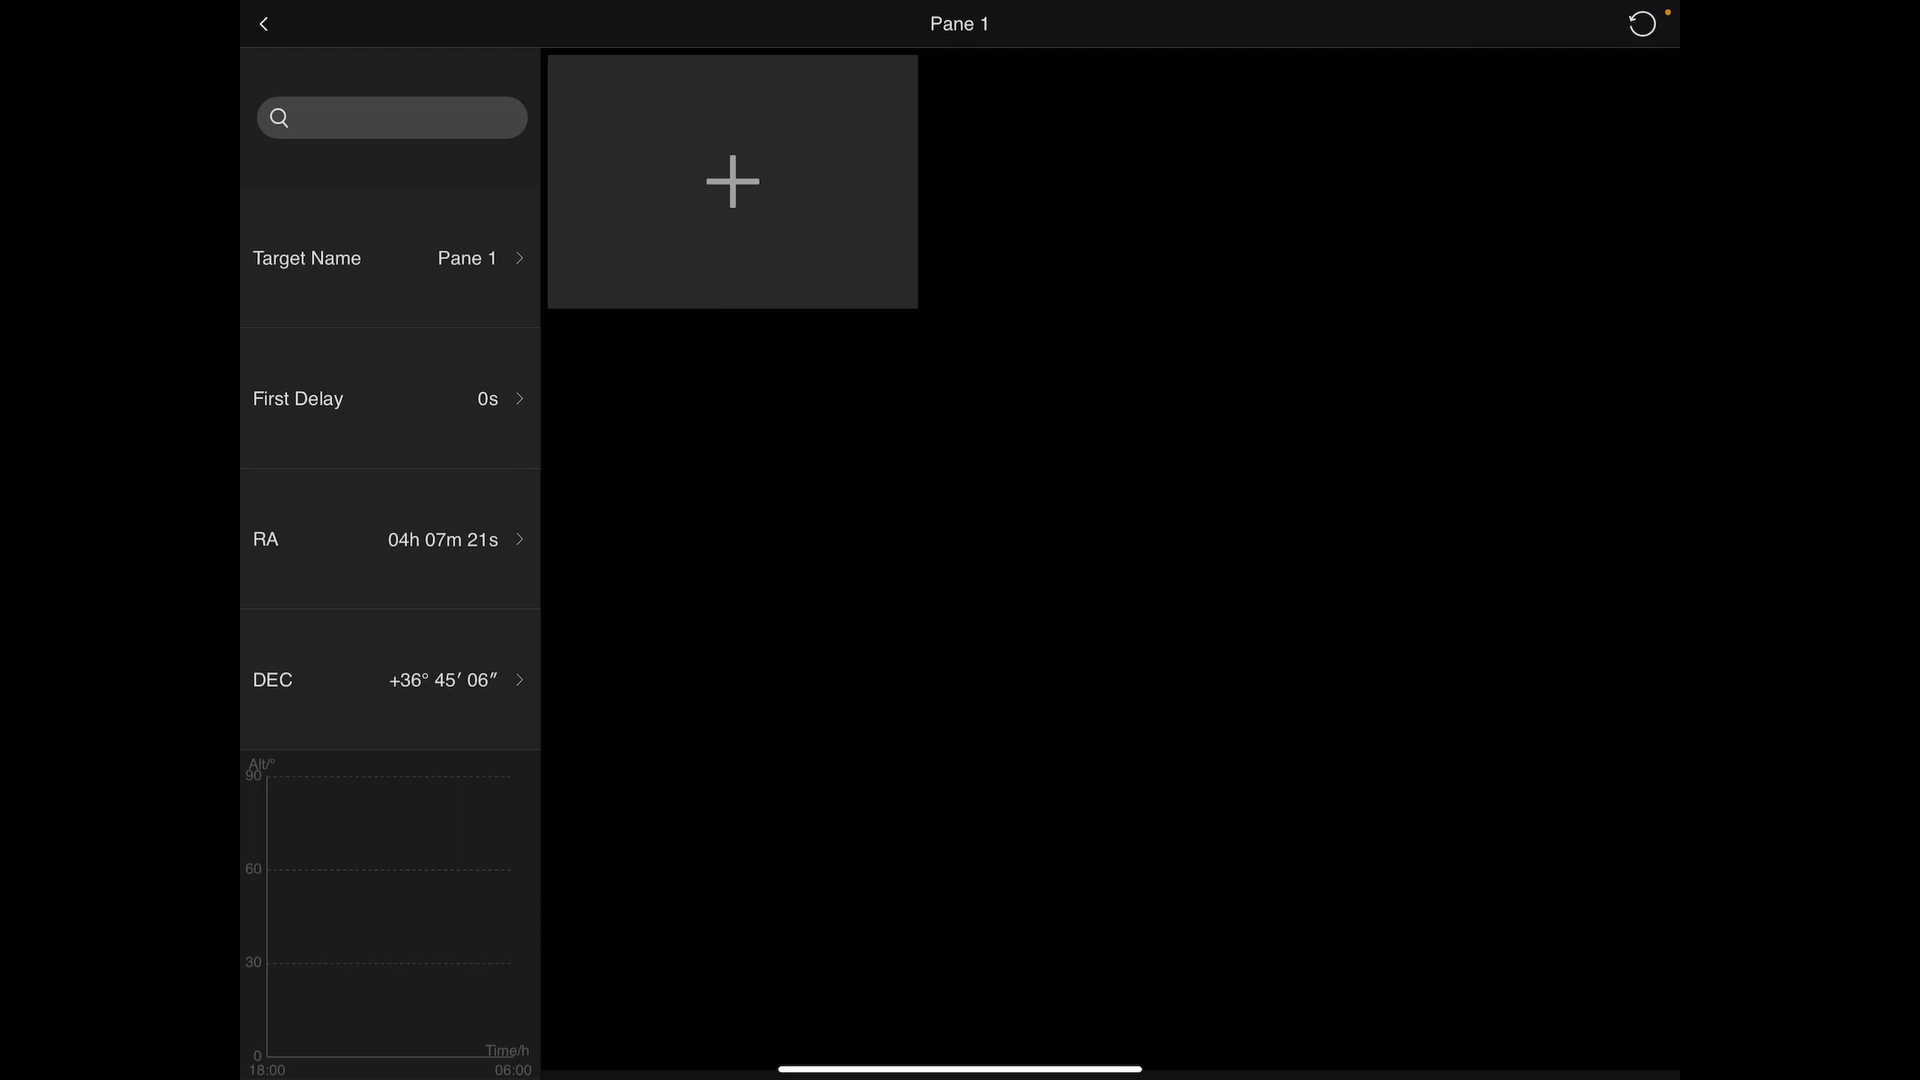 Pane 1
Target Name Pane 1
First Delay 0s
RA 04h 07m 21s
DEC +36° 45′ 06″
Alt/°
90
60
30
0
Time/h
18:00 06:00